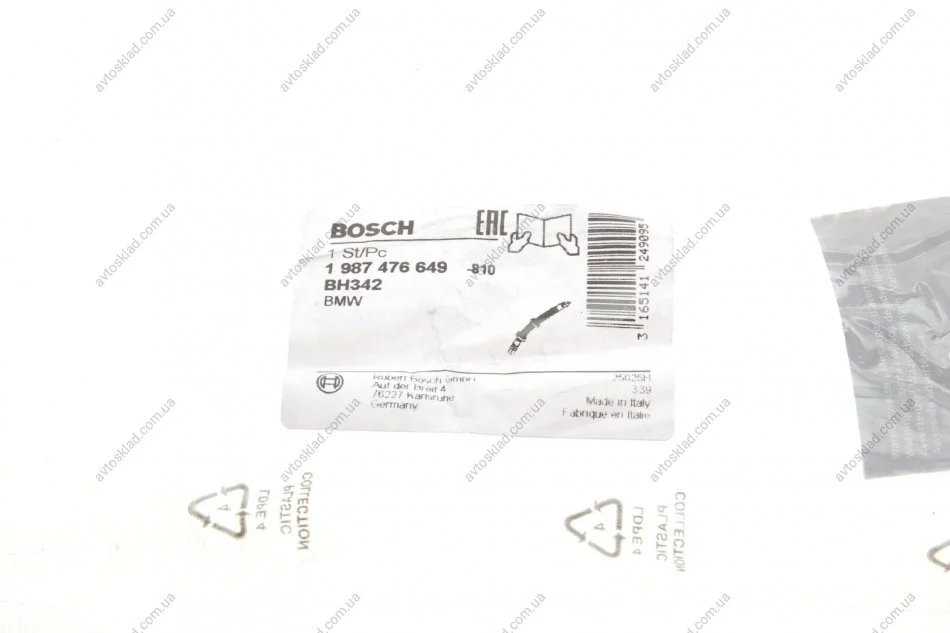 BOSCH
EAC
1 St/Pc
1 987 476 649 -810
BH342
BMW
3 165141 249095
Robert Bosch GmbH
Auf der Breit 4
76227 Karlsruhe
Germany
25025H
339
Made in Italy
Fabriqué en Italie
4
LDPE 4
PLASTIC
COLLECTION
4
LDPE 4
PLASTIC
COLLECTION
avtosklad.com.ua